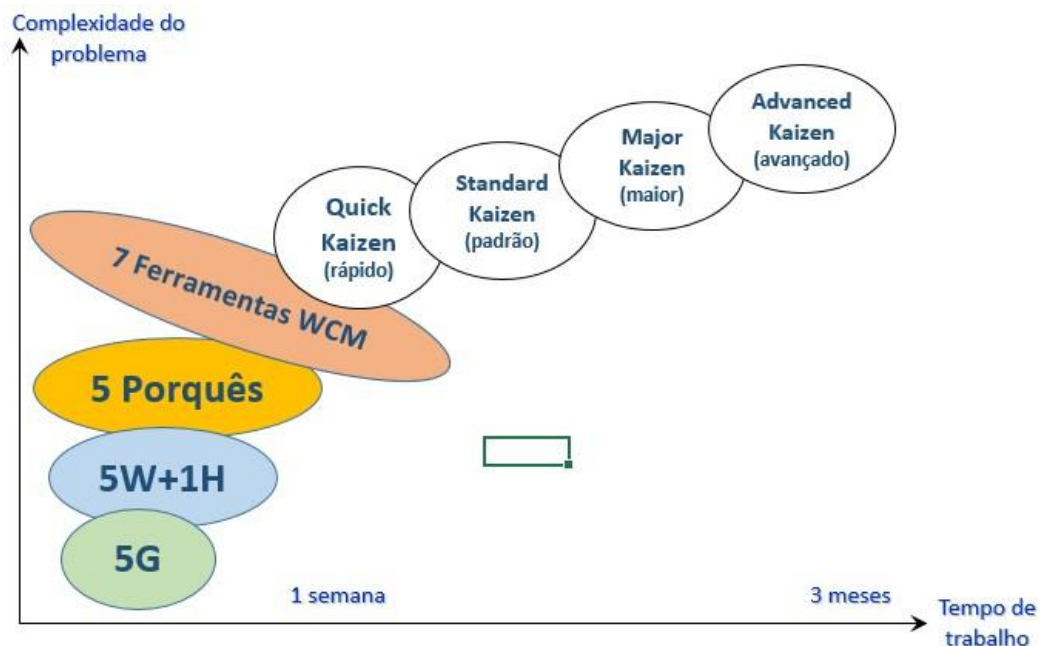 Complexidade do
problema
Advanced
Kaizen
(avançado)
Major
Kaizen
(maior)
Standard
Kaizen
(padrão)
Quick
Kaizen
(rápido)
7 Ferramentas WCM
5 Porquês
5W+1H
5G
1 semana
3 meses
Tempo de
trabalho